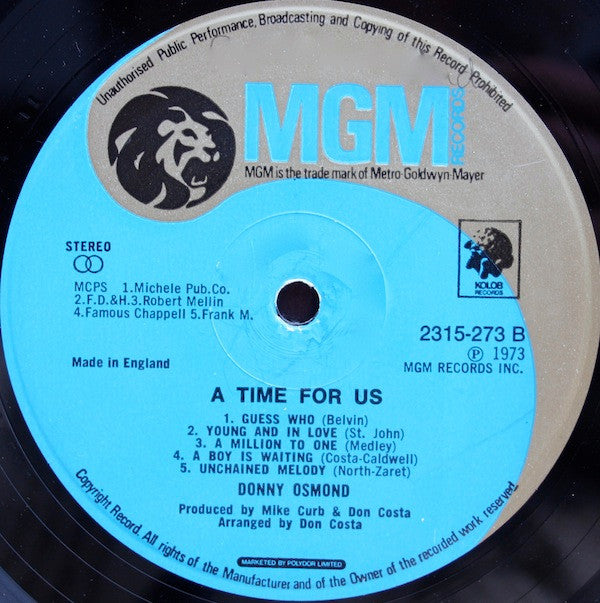 Unauthorised Public Performance, Broadcasting and Copying of this Record Prohibited
MGM
RECORDS
MGM is the trade mark of Metro-Goldwyn-Mayer
STEREO
MCPS 1.Michele Pub.Co.
2.F.D.&H.3.Robert Mellin
4.Famous Chappell 5.Frank M.
KOLOB
RECORDS
2315-273 B
Ⓟ 1973
MGM RECORDS INC.
Made in England
A TIME FOR US
1. GUESS WHO (Belvin)
2. YOUNG AND IN LOVE (St. John)
3. A MILLION TO ONE (Medley)
4. A BOY IS WAITING (Costa-Caldwell)
5. UNCHAINED MELODY (North-Zaret)
DONNY OSMOND
Produced by Mike Curb & Don Costa
Arranged by Don Costa
MARKETED BY POLYDOR LIMITED
Copyright Record. All rights of the Manufacturer and of the Owner of the recorded work reserved.